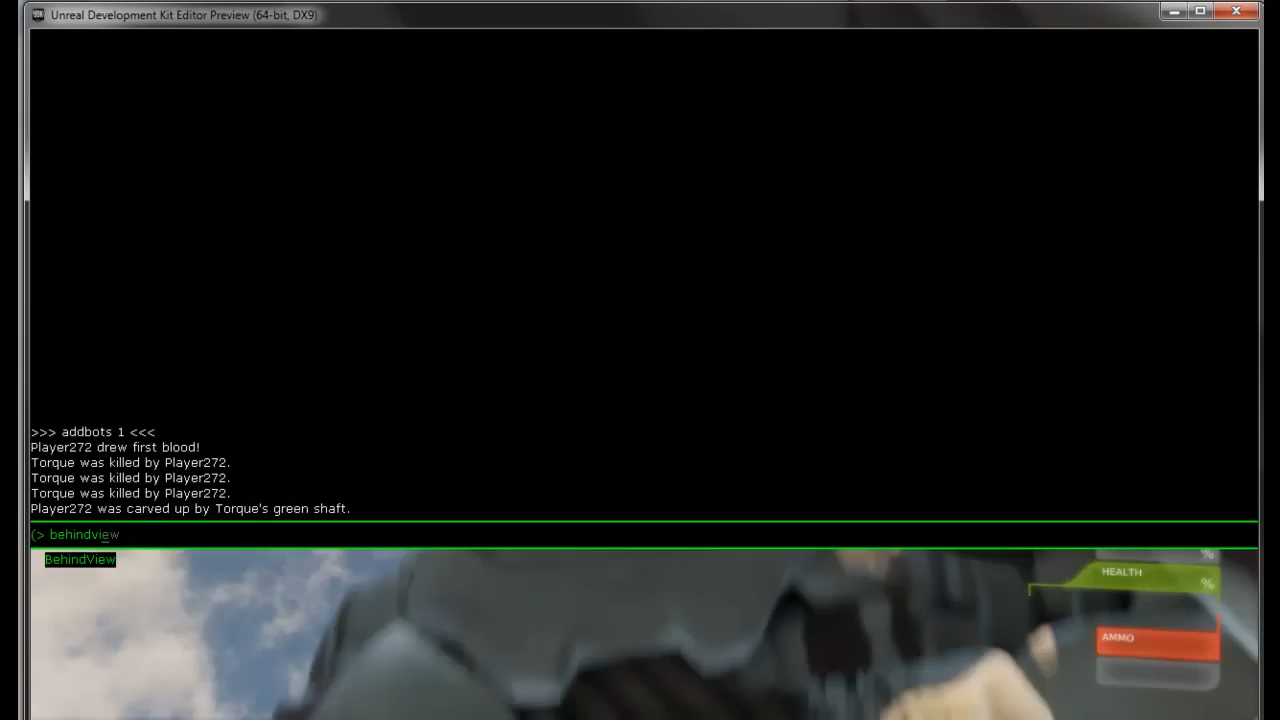 Unreal Development Kit Editor Preview (64-bit, DX9)
>>> addbots 1 <<<
Player272 drew first blood!
Torque was killed by Player272.
Torque was killed by Player272.
Torque was killed by Player272.
Player272 was carved up by Torque's green shaft.
(> behindview
BehindView
%
HEALTH
%
AMMO